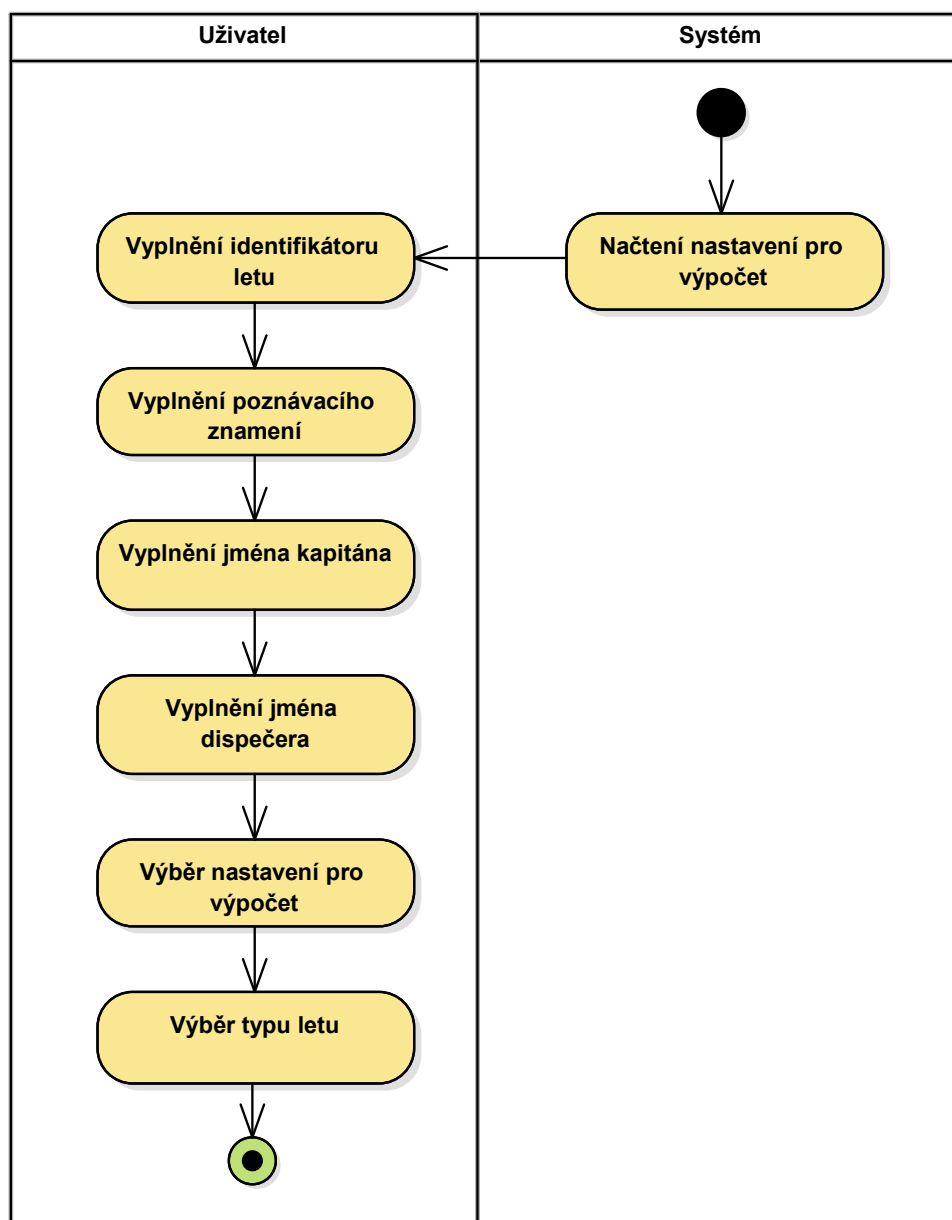 Uživatel
Systém
Vyplnění identifikátoru
letu
Načtení nastavení pro
výpočet
Vyplnění poznávacího
znamení
Vyplnění jména kapitána
Vyplnění jména
dispečera
Výběr nastavení pro
výpočet
Výběr typu letu